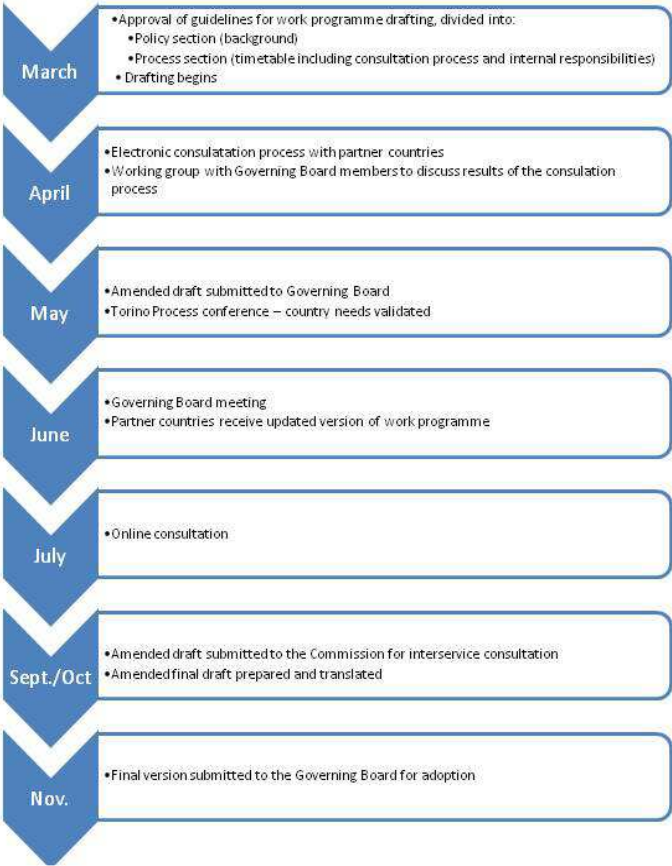 March
•Approval of guidelines for work programme drafting, divided into:
•Policy section (background)
•Process section (timetable including consultation process and internal responsibilities)
• Drafting begins
April
•Electronic consulatation process with partner countries
•Working group with Governing Board members to discuss results of the consulation
process
May
•Amended draft submitted to Governing Board
•Torino Process conference – country needs validated
June
•Governing Board meeting
•Partner countries receive updated version of work programme
July
•Online consultation
Sept./Oct
•Amended draft submitted to the Commission for interservice consultation
•Amended final draft prepared and translated
Nov.
•Final version submitted to the Governing Board for adoption